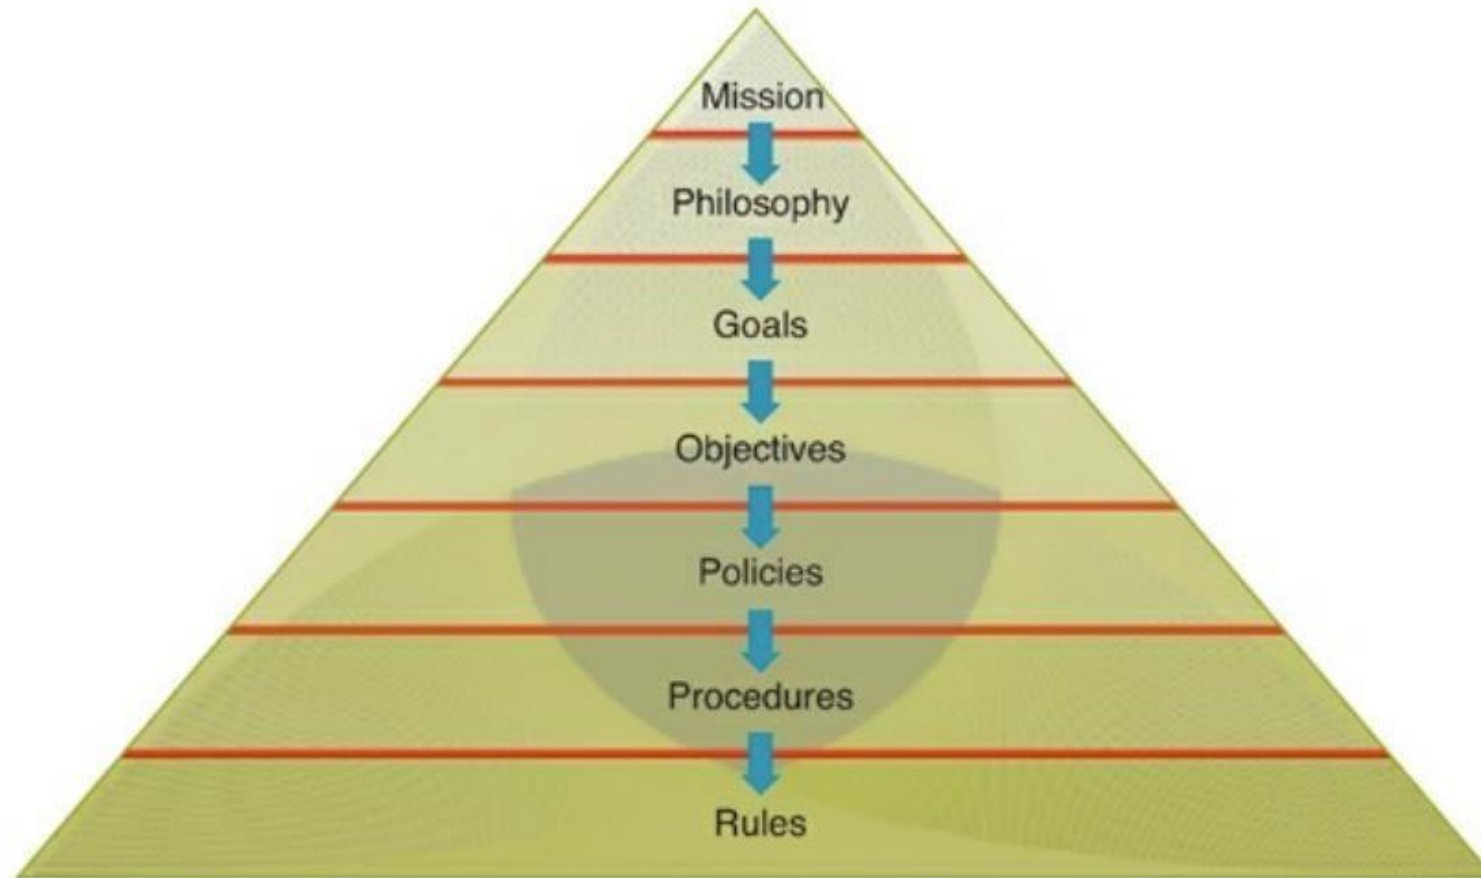 Mission
Philosophy
Goals
Objectives
Policies
Procedures
Rules